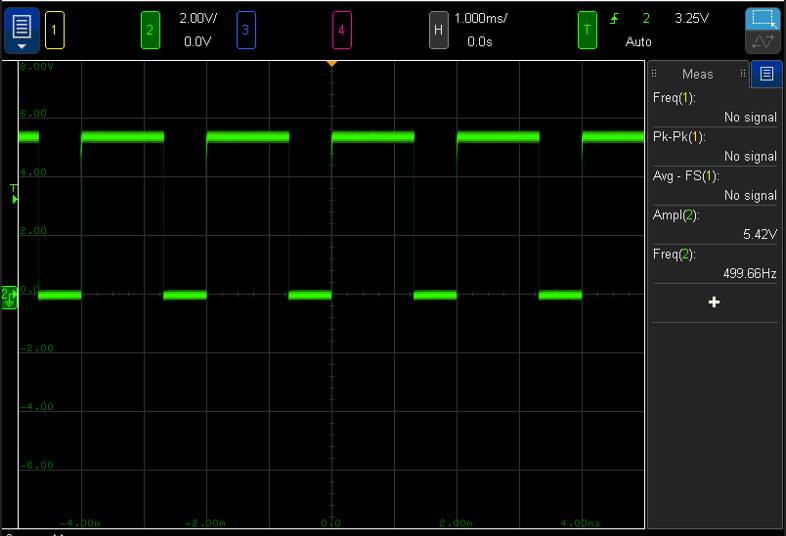 1
2
2.00V/
0.0V
3
4
H
1.000ms/
0.0s
T
2
3.25V
Auto
8.00V
6.00
4.00
2.00
0.0
-2.00
-4.00
-6.00
T
2
-4.00m
-2.00m
0.0
2.00m
4.00ms
Meas
Freq(1):
No signal
Pk-Pk(1):
No signal
Avg - FS(1):
No signal
Ampl(2):
5.42V
Freq(2):
499.66Hz
+